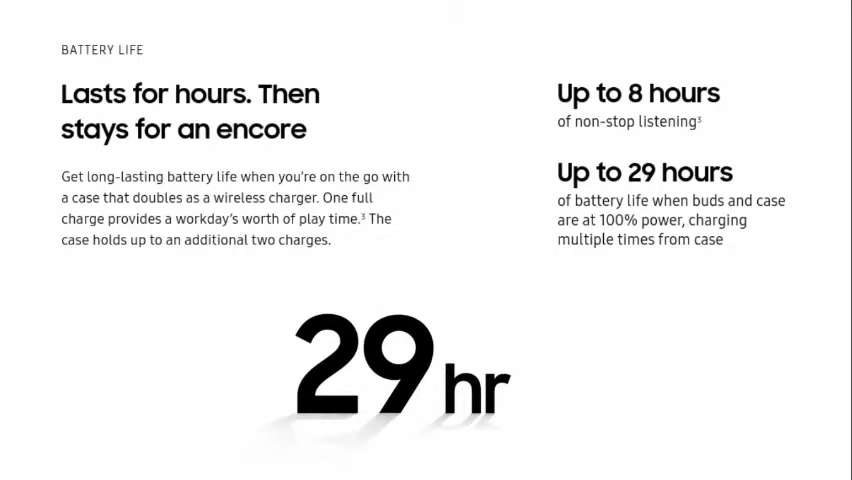 BATTERY LIFE
Lasts for hours. Then
stays for an encore
Get long-lasting battery life when you're on the go with
a case that doubles as a wireless charger. One full
charge provides a workday's worth of play time.³ The
case holds up to an additional two charges.
Up to 8 hours
of non-stop listening³
Up to 29 hours
of battery life when buds and case
are at 100% power, charging
multiple times from case
29 hr